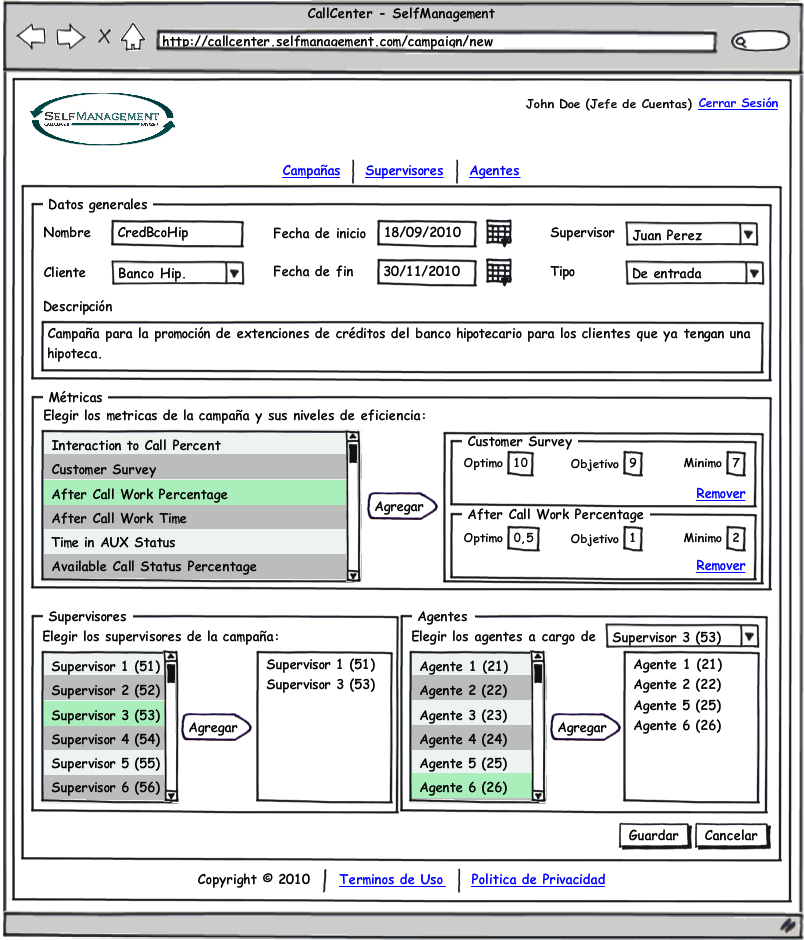 CallCenter - SelfManagement
http://callcenter.selfmanagement.com/campaign/new
SELFMANAGEMENT
John Doe (Jefe de Cuentas) Cerrar Sesión
Campañas Supervisores Agentes
Datos generales
Nombre CredBcoHip Fecha de inicio 18/09/2010 Supervisor Juan Perez
Cliente Banco Hip. Fecha de fin 30/11/2010 Tipo De entrada
Descripción
Campaña para la promoción de extenciones de créditos del banco hipotecario para los clientes que ya tengan una
hipoteca.
Métricas
Elegir los metricas de la campaña y sus niveles de eficiencia:
Interaction to Call Percent
Customer Survey
After Call Work Percentage
After Call Work Time
Time in AUX Status
Available Call Status Percentage
Agregar
Customer Survey
Optimo 10 Objetivo 9 Minimo 7
Remover
After Call Work Percentage
Optimo 0,5 Objetivo 1 Minimo 2
Remover
Supervisores
Elegir los supervisores de la campaña:
Supervisor 1 (51)
Supervisor 2 (52)
Supervisor 3 (53)
Supervisor 4 (54)
Supervisor 5 (55)
Supervisor 6 (56)
Agregar
Supervisor 1 (51)
Supervisor 3 (53)
Agentes
Elegir los agentes a cargo de Supervisor 3 (53)
Agente 1 (21)
Agente 2 (22)
Agente 3 (23)
Agente 4 (24)
Agente 5 (25)
Agente 6 (26)
Agregar
Agente 1 (21)
Agente 2 (22)
Agente 5 (25)
Agente 6 (26)
Guardar Cancelar
Copyright © 2010 Terminos de Uso Politica de Privacidad